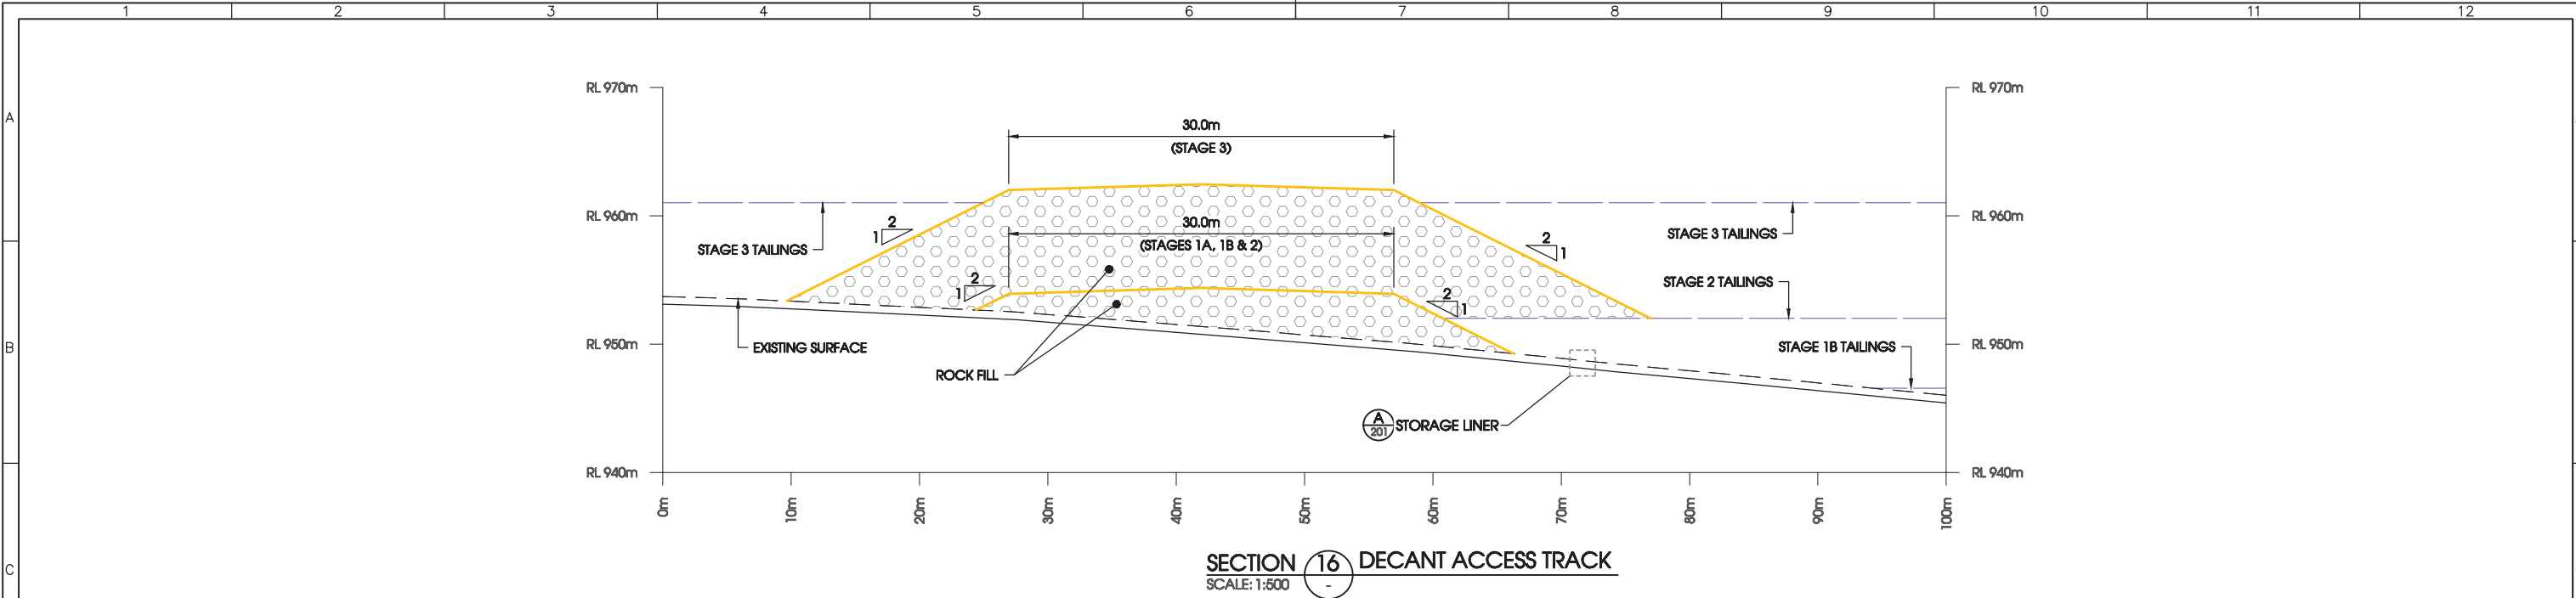 1 2 3 4 5 6 7 8 9 10 11 12
A
B
C
RL 970m
RL 970m
30.0m
(STAGE 3)
RL 960m
RL 960m
2
1
STAGE 3 TAILINGS
30.0m
(STAGES 1A, 1B & 2)
2
1
STAGE 3 TAILINGS
2
1
2
1
STAGE 2 TAILINGS
RL 950m
EXISTING SURFACE
RL 950m
STAGE 1B TAILINGS
ROCK FILL
A
201
STORAGE LINER
RL 940m
RL 940m
0m
10m
20m
30m
40m
50m
60m
70m
80m
90m
100m
SECTION 16 DECANT ACCESS TRACK
SCALE: 1:500 -